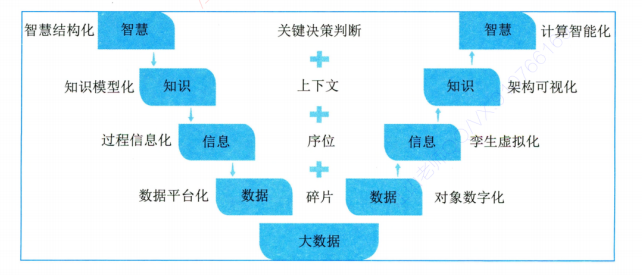 智慧结构化 智慧 关键决策判断 智慧 计算智能化
知识模型化 知识 上下文 知识 架构可视化
过程信息化 信息 序位 信息 孪生虚拟化
数据平台化 数据 碎片 数据 对象数字化
大数据